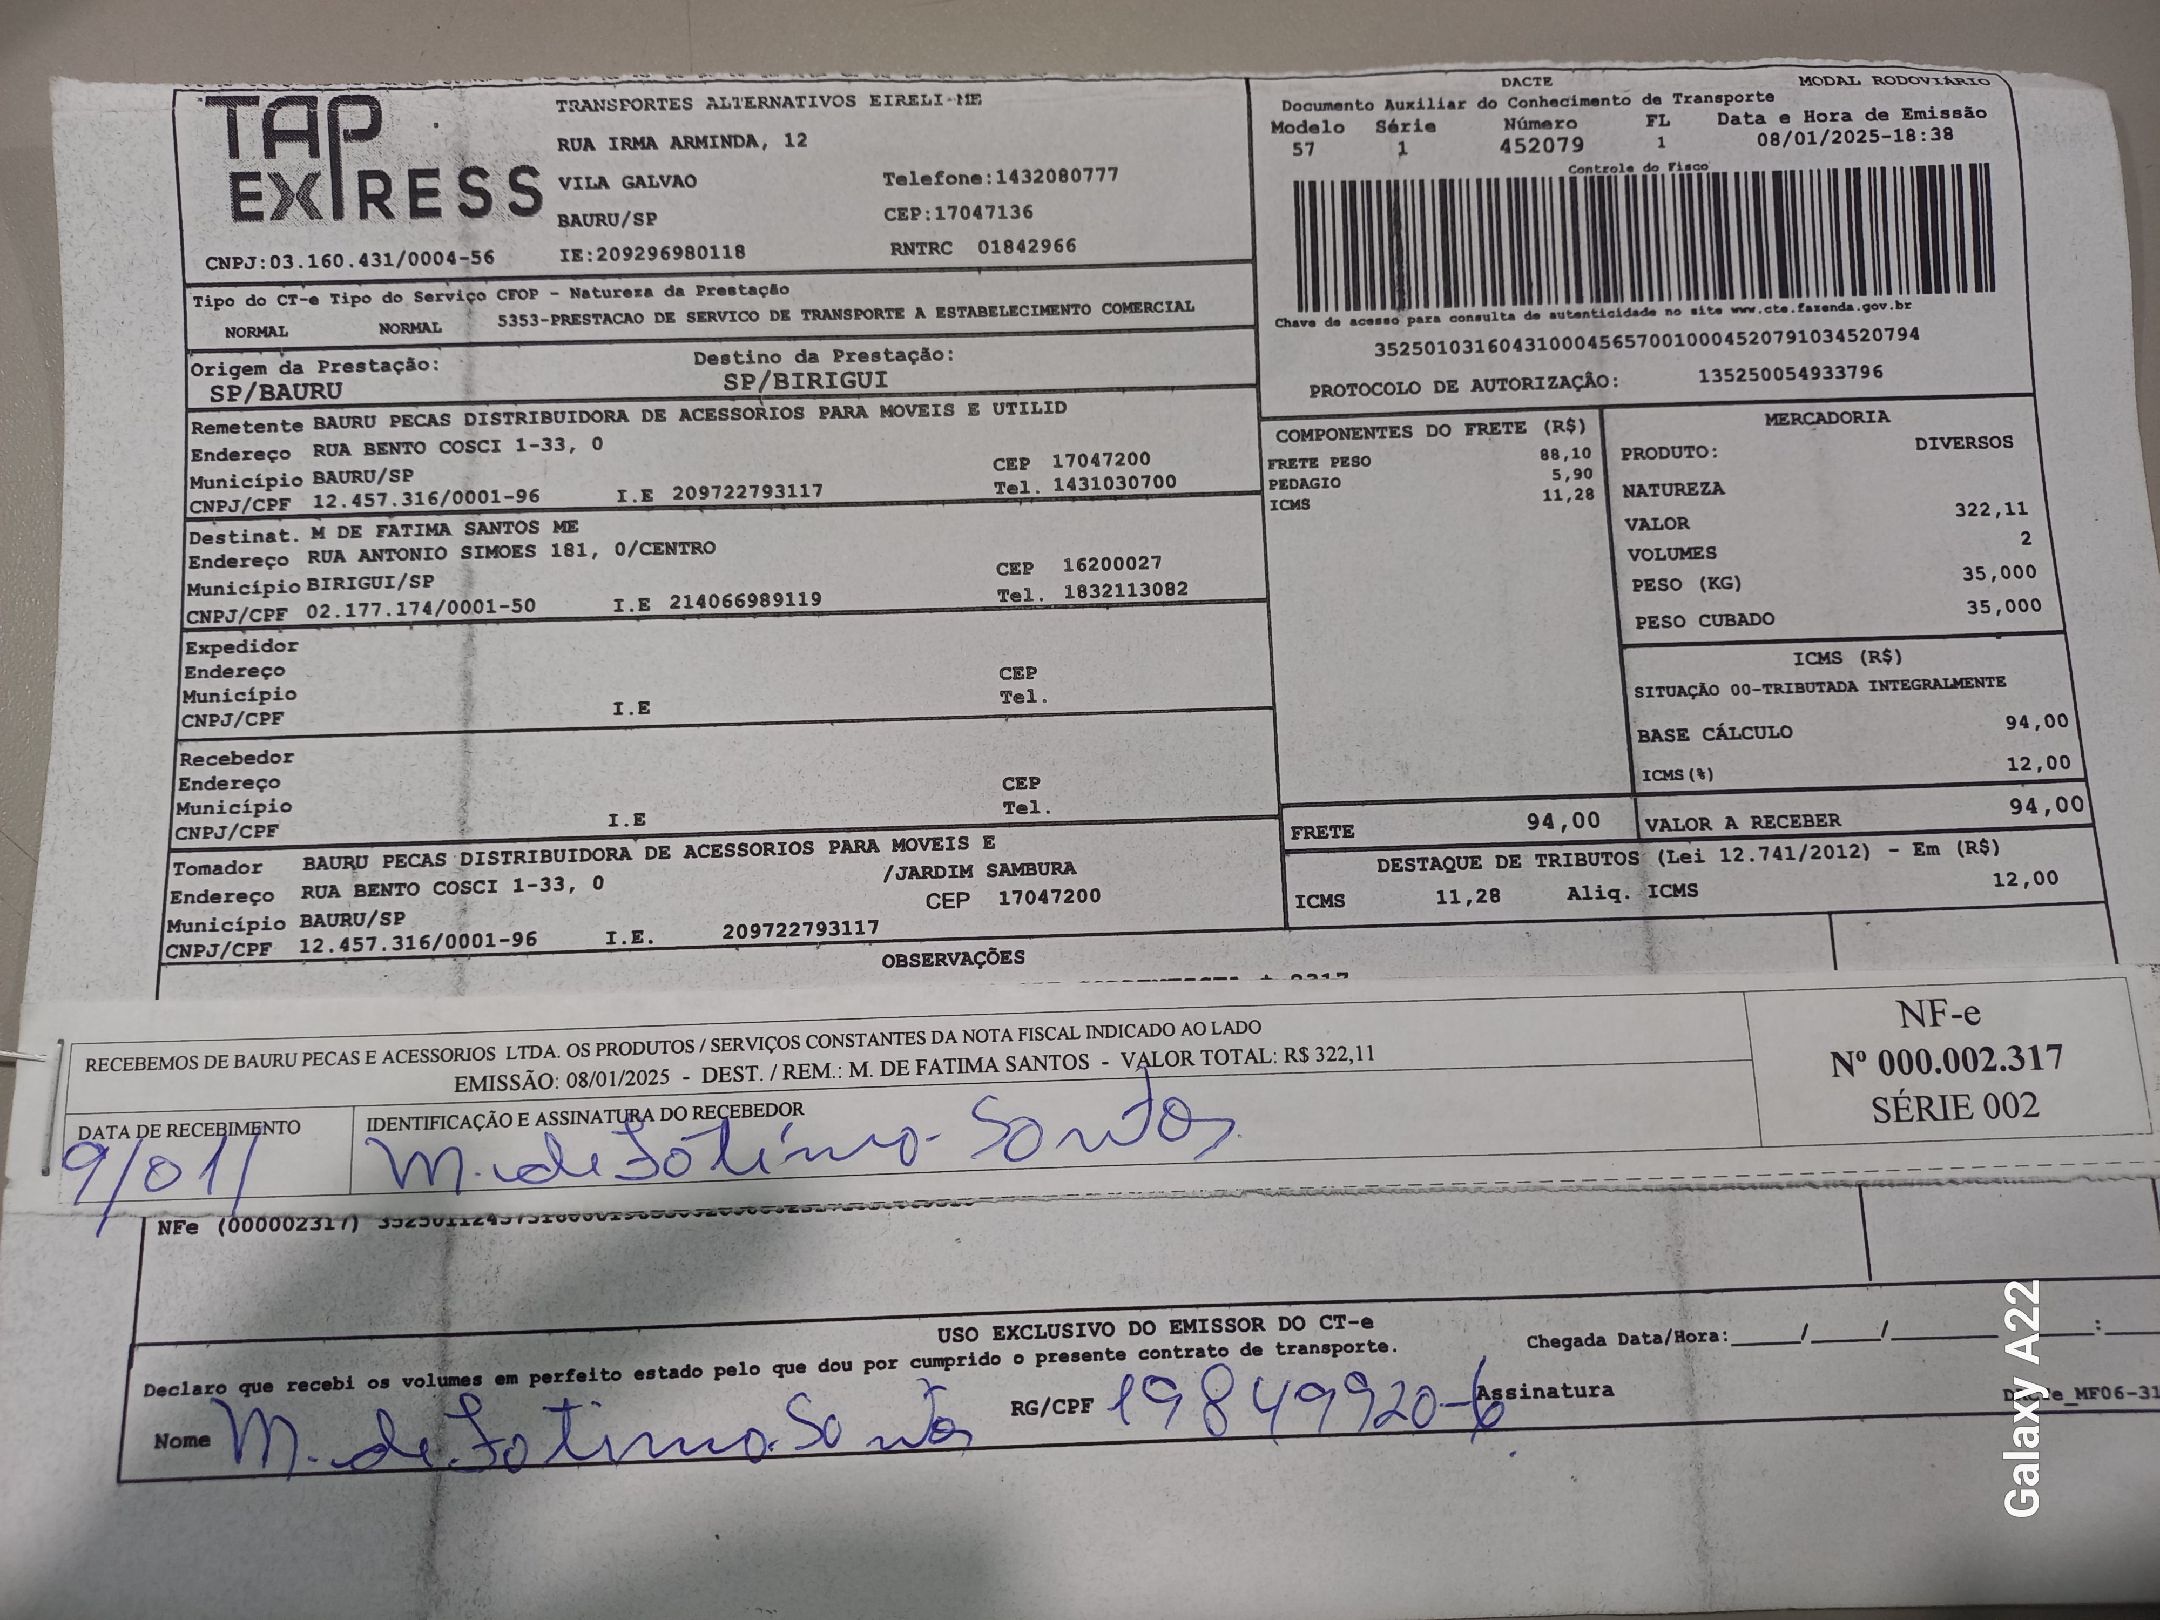 TAP EXPRESS
TRANSPORTES ALTERNATIVOS EIRELI-ME
RUA IRMA ARMINDA, 12
VILA GALVAO Telefone:1432080777
BAURU/SP CEP:17047136
CNPJ:03.160.431/0004-56 IE:209296980118 RNTRC 01842966
DACTE MODAL RODOVIÁRIO
Documento Auxiliar do Conhecimento de Transporte
Modelo Série Número FL Data e Hora de Emissão
57 1 452079 1 08/01/2025-18:38
Controle do Fisco
Chave de acesso para consulta de autenticidade no site www.cte.fazenda.gov.br
35250103160431000456570010004520791034520794
PROTOCOLO DE AUTORIZAÇÃO: 135250054933796
Tipo do CT-e Tipo do Serviço CFOP - Natureza da Prestação
NORMAL NORMAL 5353-PRESTACAO DE SERVICO DE TRANSPORTE A ESTABELECIMENTO COMERCIAL
Origem da Prestação: Destino da Prestação:
SP/BAURU SP/BIRIGUI
Remetente BAURU PECAS DISTRIBUIDORA DE ACESSORIOS PARA MOVEIS E UTILID
Endereço RUA BENTO COSCI 1-33, 0
Município BAURU/SP CEP 17047200
CNPJ/CPF 12.457.316/0001-96 I.E 209722793117 Tel. 1431030700
Destinat. M DE FATIMA SANTOS ME
Endereço RUA ANTONIO SIMOES 181, 0/CENTRO
Município BIRIGUI/SP CEP 16200027
CNPJ/CPF 02.177.174/0001-50 I.E 214066989119 Tel. 1832113082
Expedidor
Endereço CEP
Município Tel.
CNPJ/CPF I.E
Recebedor
Endereço CEP
Município Tel.
CNPJ/CPF I.E
Tomador BAURU PECAS DISTRIBUIDORA DE ACESSORIOS PARA MOVEIS E
Endereço RUA BENTO COSCI 1-33, 0 /JARDIM SAMBURA
Município BAURU/SP CEP 17047200
CNPJ/CPF 12.457.316/0001-96 I.E. 209722793117
COMPONENTES DO FRETE (R$)
FRETE PESO 88,10
PEDAGIO 5,90
ICMS 11,28
MERCADORIA
PRODUTO: DIVERSOS
NATUREZA
VALOR 322,11
VOLUMES 2
PESO (KG) 35,000
PESO CUBADO 35,000
ICMS (R$)
SITUAÇÃO 00-TRIBUTADA INTEGRALMENTE
BASE CÁLCULO 94,00
ICMS(%) 12,00
FRETE 94,00 VALOR A RECEBER 94,00
DESTAQUE DE TRIBUTOS (Lei 12.741/2012) - Em (R$)
ICMS 11,28 Aliq. ICMS 12,00
OBSERVAÇÕES
RECEBEMOS DE BAURU PECAS E ACESSORIOS LTDA. OS PRODUTOS / SERVIÇOS CONSTANTES DA NOTA FISCAL INDICADO AO LADO
EMISSÃO: 08/01/2025 - DEST. / REM.: M. DE FATIMA SANTOS - VALOR TOTAL: R$ 322,11
DATA DE RECEBIMENTO IDENTIFICAÇÃO E ASSINATURA DO RECEBEDOR
9/01/ M. de Fatima Santos
NF-e
Nº 000.002.317
SÉRIE 002
NFe (000002317)
USO EXCLUSIVO DO EMISSOR DO CT-e
Chegada Data/Hora:_____/_____/________ ___:___
Declaro que recebi os volumes em perfeito estado pelo que dou por cumprido o presente contrato de transporte.
Nome M. de Fatima Santos RG/CPF 19849920-6 Assinatura
Galaxy A22